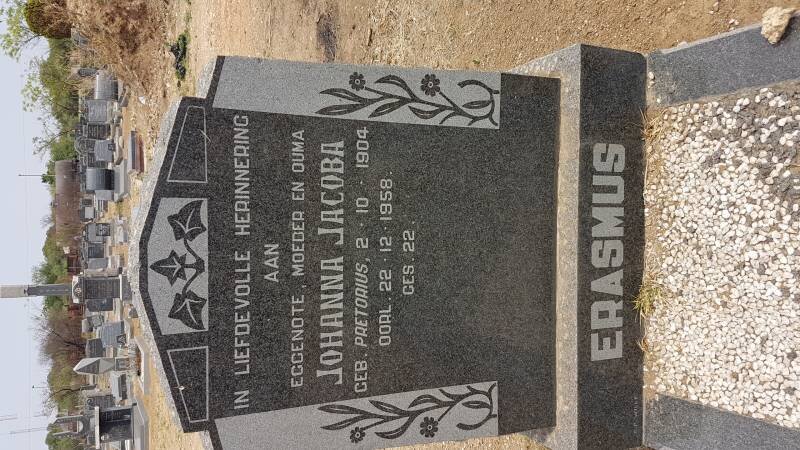 IN LIEFDEVOLLE HERINNERING
AAN
EGGENOTE, MOEDER EN OUMA
JOHANNA JACOBA
GEB. PRETORIUS, 2 · 10 · 1904.
OORL. 22 · 12 · 1958.
GES. 22.
ERASMUS